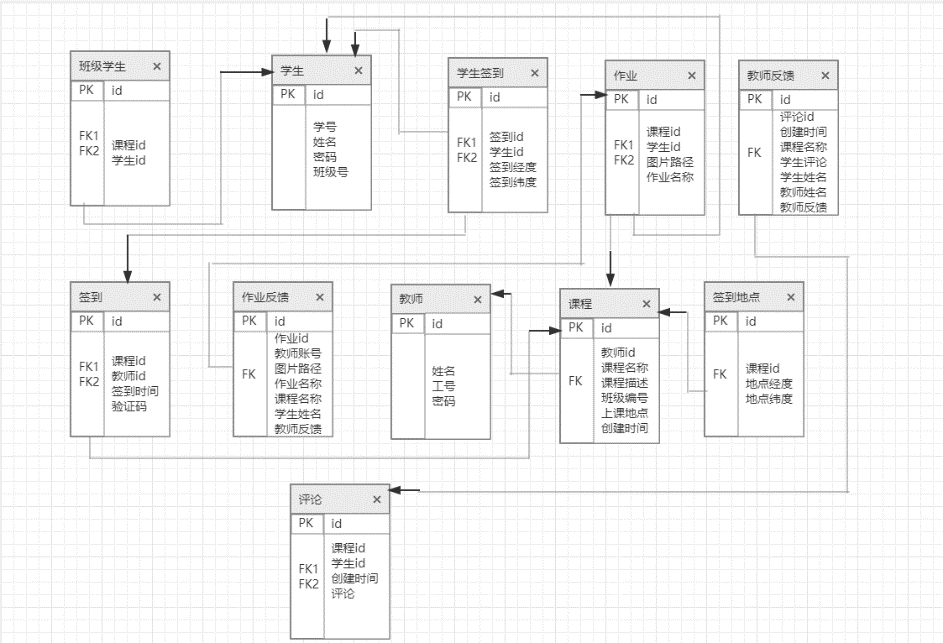 班级学生 ×
PK id
FK1
FK2
课程id
学生id
学生 ×
PK id
学号
姓名
密码
班级号
学生签到 ×
PK id
FK1
FK2
签到id
学生id
签到经度
签到纬度
作业 ×
PK id
FK1
FK2
课程id
学生id
图片路径
作业名称
教师反馈 ×
PK id
FK
评论id
创建时间
课程名称
学生评论
学生姓名
教师姓名
教师反馈
签到 ×
PK id
FK1
FK2
课程id
教师id
签到时间
验证码
作业反馈 ×
PK id
FK
作业id
教师账号
图片路径
作业名称
课程名称
学生姓名
教师反馈
教师 ×
PK id
姓名
工号
密码
课程 ×
PK id
FK
教师id
课程名称
课程描述
班级编号
上课地点
创建时间
签到地点 ×
PK id
FK
课程id
地点经度
地点纬度
评论 ×
PK id
FK1
FK2
课程id
学生id
创建时间
评论